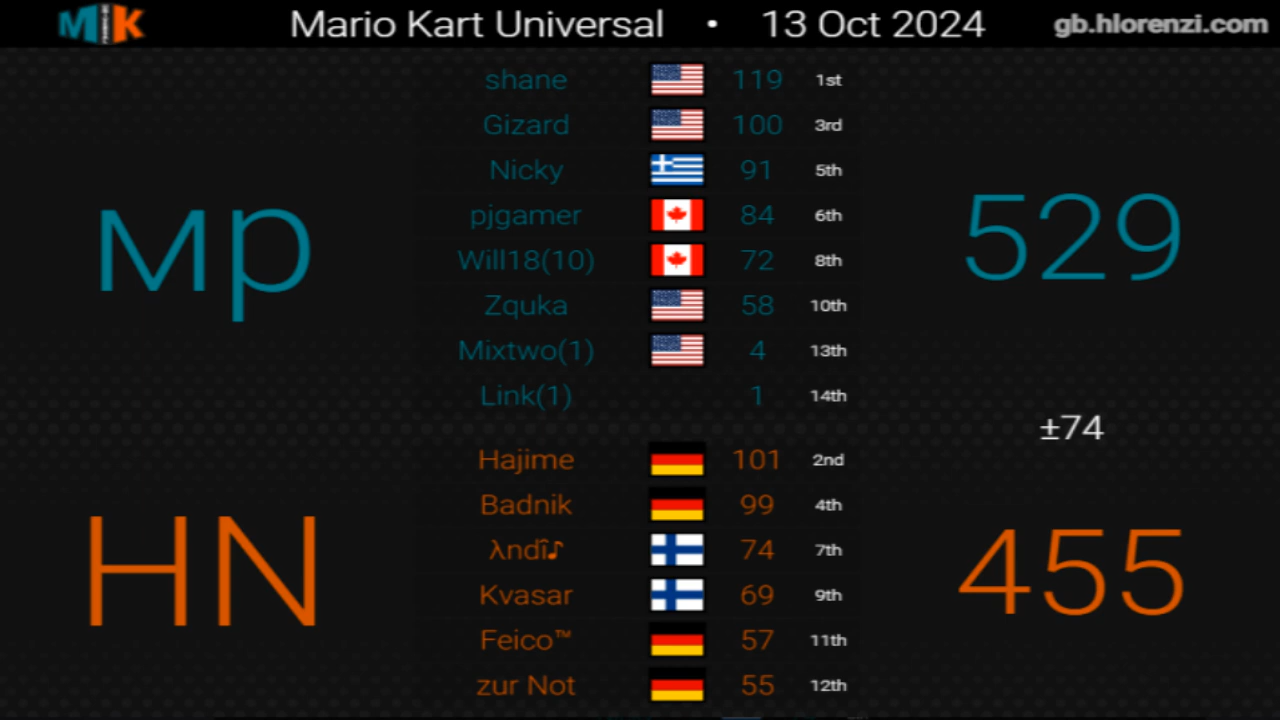 MK Mario Kart Universal • 13 Oct 2024 gb.hlorenzi.com
shane 119 1st
Gizard 100 3rd
Nicky 91 5th
pjgamer 84 6th
Will18(10) 72 8th
Zquka 58 10th
Mixtwo(1) 4 13th
Link(1) 1 14th
мp 529
±74
Hajime 101 2nd
Badnik 99 4th
λndî♪ 74 7th
Kvasar 69 9th
Feico™ 57 11th
zur Not 55 12th
HN 455